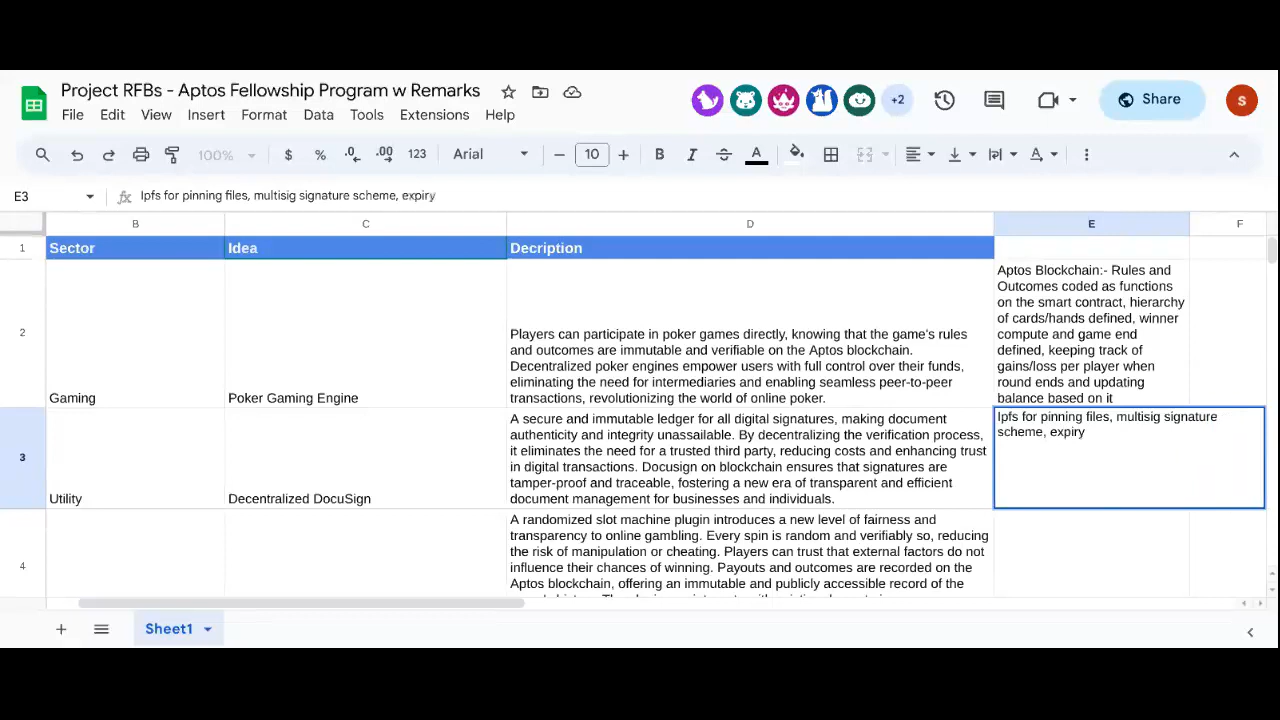 Project RFBs - Aptos Fellowship Program w Remarks
+2
Share
S
File Edit View Insert Format Data Tools Extensions Help
100% $ % .0 .00 123 Arial 10 B I S A A
E3 fx Ipfs for pinning files, multisig signature scheme, expiry
B C D E F
1 Sector Idea Decription
Aptos Blockchain:- Rules and
Outcomes coded as functions
on the smart contract, hierarchy
of cards/hands defined, winner
compute and game end
defined, keeping track of
gains/loss per player when
round ends and updating
balance based on it
2
Players can participate in poker games directly, knowing that the game's rules
and outcomes are immutable and verifiable on the Aptos blockchain.
Decentralized poker engines empower users with full control over their funds,
eliminating the need for intermediaries and enabling seamless peer-to-peer
transactions, revolutionizing the world of online poker.
Gaming Poker Gaming Engine
3
A secure and immutable ledger for all digital signatures, making document
authenticity and integrity unassailable. By decentralizing the verification process,
it eliminates the need for a trusted third party, reducing costs and enhancing trust
in digital transactions. Docusign on blockchain ensures that signatures are
tamper-proof and traceable, fostering a new era of transparent and efficient
document management for businesses and individuals.
Ipfs for pinning files, multisig signature
scheme, expiry
Utility Decentralized DocuSign
4
A randomized slot machine plugin introduces a new level of fairness and
transparency to online gambling. Every spin is random and verifiably so, reducing
the risk of manipulation or cheating. Players can trust that external factors do not
influence their chances of winning. Payouts and outcomes are recorded on the
Aptos blockchain, offering an immutable and publicly accessible record of the
Sheet1